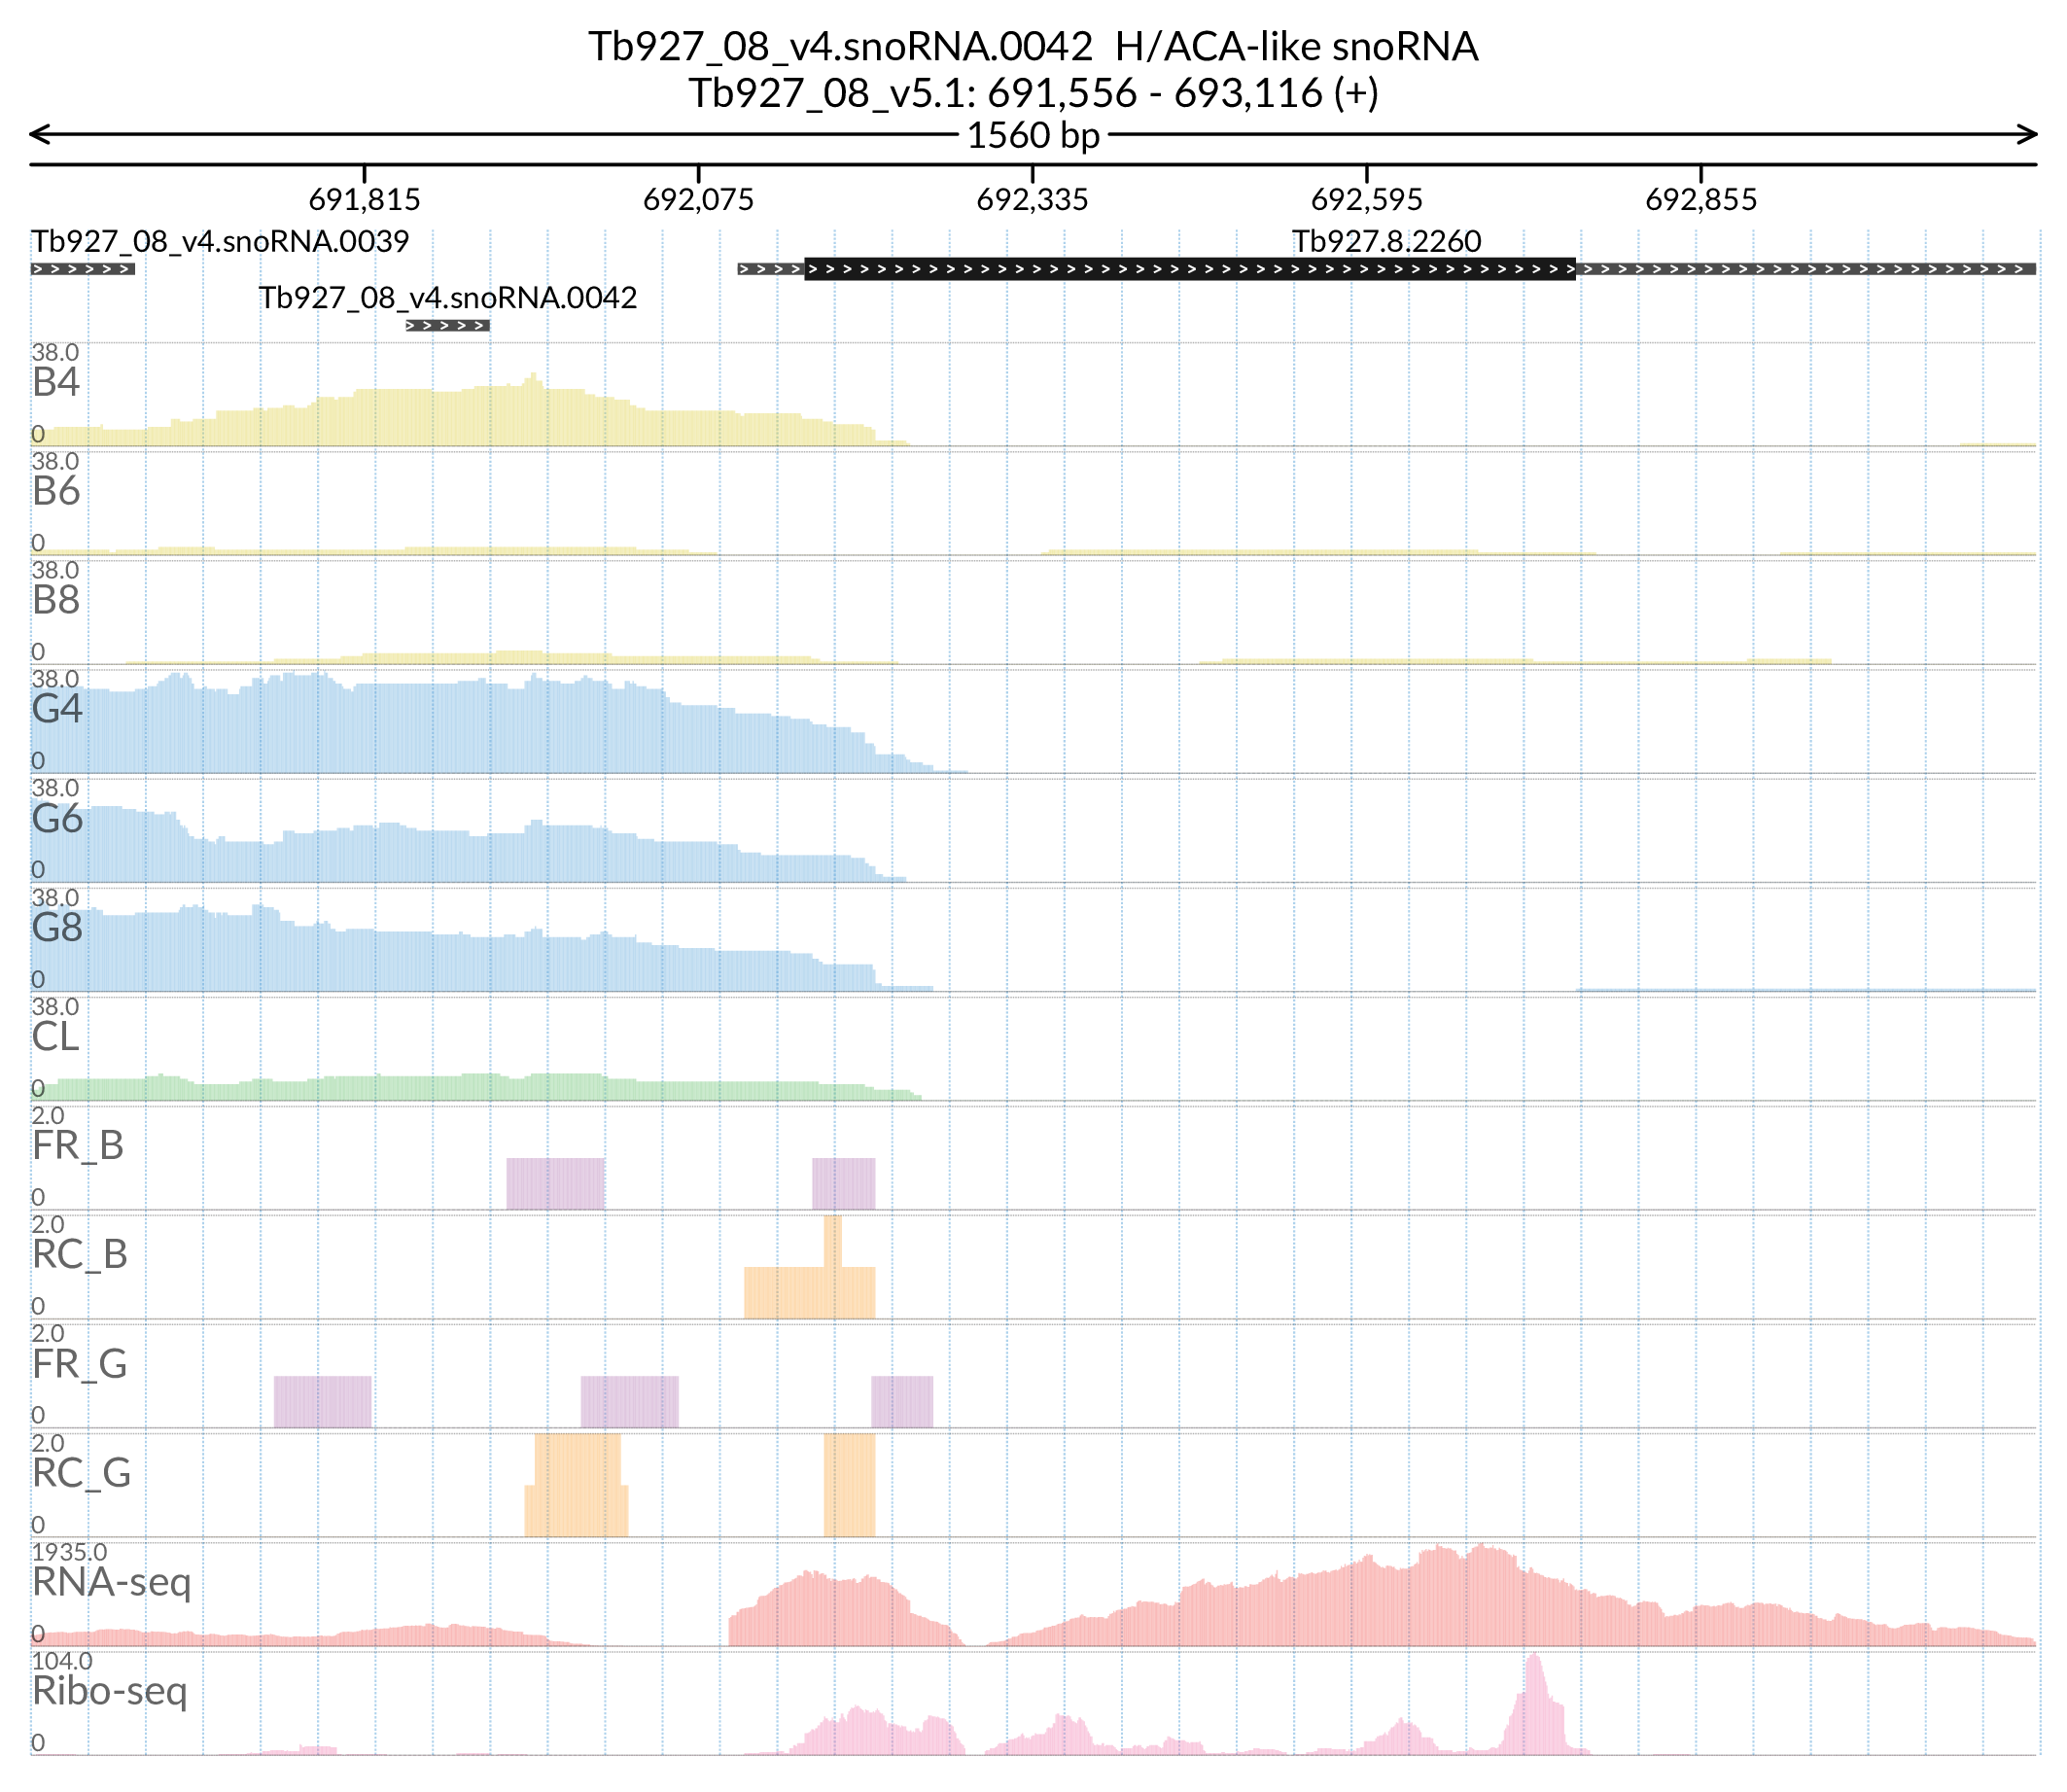 Tb927_08_v4.snoRNA.0042 H/ACA-like snoRNA
Tb927_08_v5.1: 691,556 - 693,116 (+)
1560 bp
691,815 692,075 692,335 692,595 692,855
Tb927_08_v4.snoRNA.0039 Tb927.8.2260
Tb927_08_v4.snoRNA.0042
38.0
B4
0
38.0
B6
0
38.0
B8
0
38.0
G4
0
38.0
G6
0
38.0
G8
0
38.0
CL
0
2.0
FR_B
0
2.0
RC_B
0
2.0
FR_G
0
2.0
RC_G
0
1935.0
RNA-seq
0
104.0
Ribo-seq
0